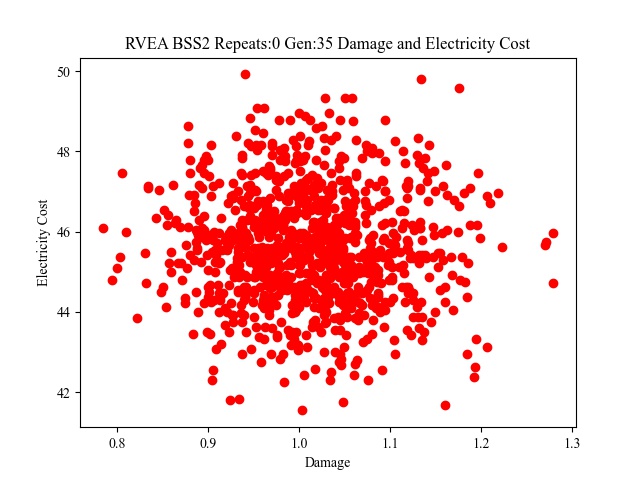 RVEA BSS2 Repeats:0 Gen:35 Damage and Electricity Cost
50
48
46
44
42
Electricity Cost
0.8 0.9 1.0 1.1 1.2 1.3
Damage